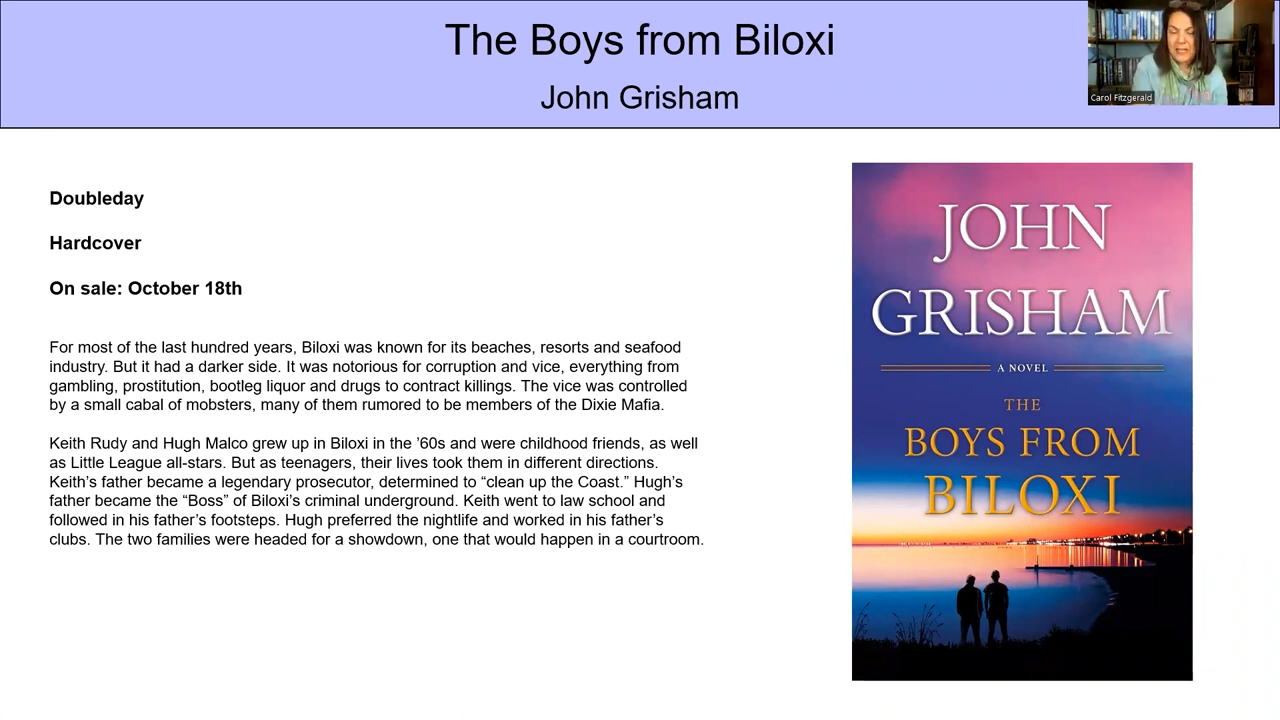 The Boys from Biloxi
John Grisham
Carol Fitzgerald
Doubleday
Hardcover
On sale: October 18th
For most of the last hundred years, Biloxi was known for its beaches, resorts and seafood
industry. But it had a darker side. It was notorious for corruption and vice, everything from
gambling, prostitution, bootleg liquor and drugs to contract killings. The vice was controlled
by a small cabal of mobsters, many of them rumored to be members of the Dixie Mafia.
Keith Rudy and Hugh Malco grew up in Biloxi in the ’60s and were childhood friends, as well
as Little League all-stars. But as teenagers, their lives took them in different directions.
Keith’s father became a legendary prosecutor, determined to “clean up the Coast.” Hugh’s
father became the “Boss” of Biloxi’s criminal underground. Keith went to law school and
followed in his father’s footsteps. Hugh preferred the nightlife and worked in his father’s
clubs. The two families were headed for a showdown, one that would happen in a courtroom.
JOHN
GRISHAM
A NOVEL
THE
BOYS FROM
BILOXI